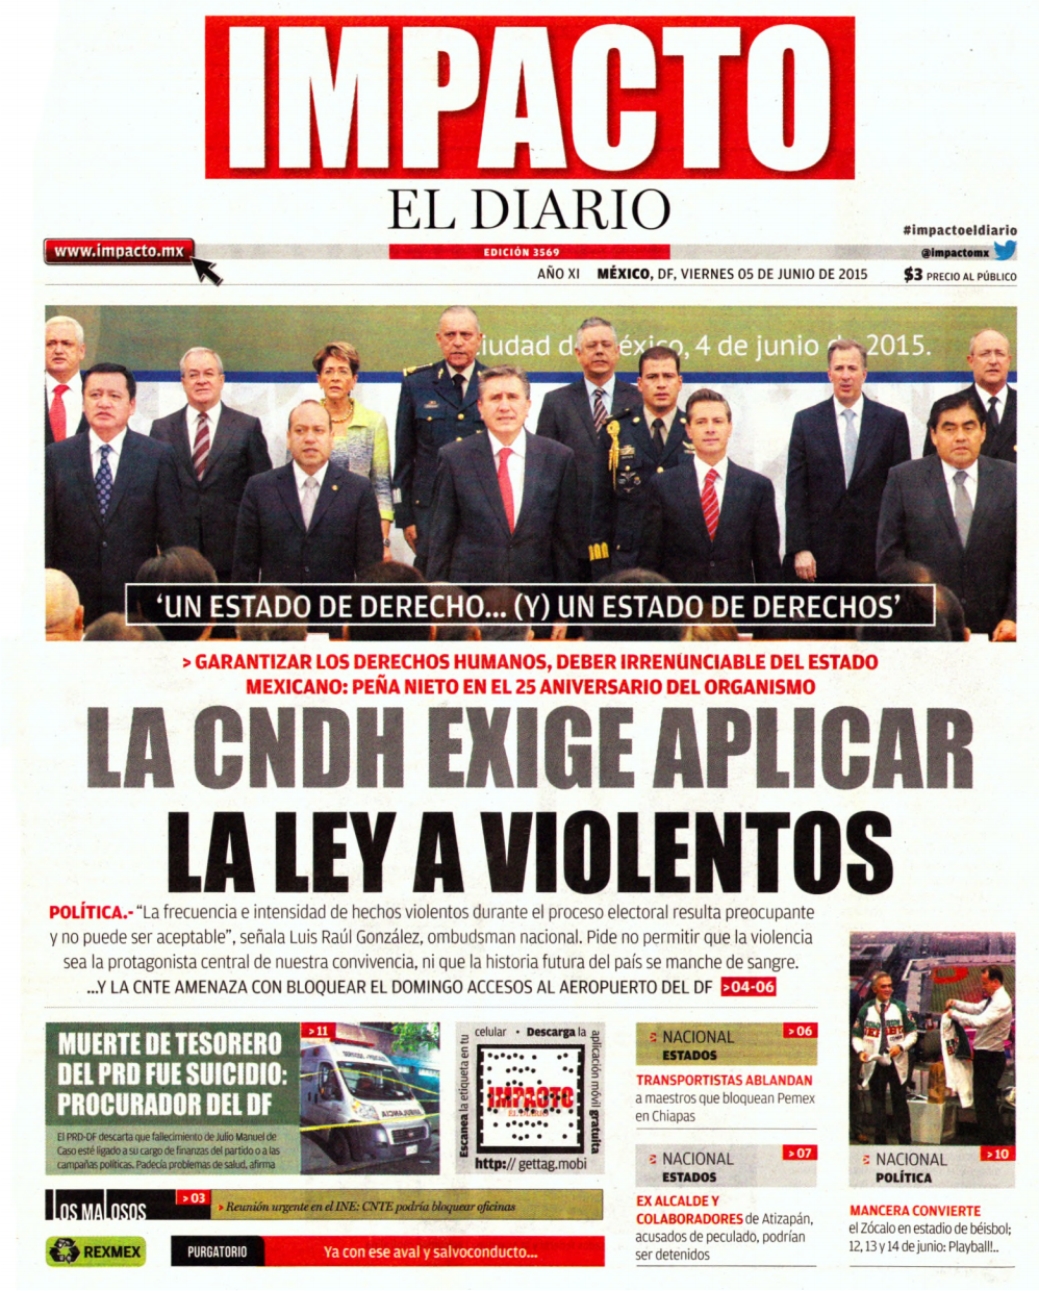 IMPACTO
EL DIARIO
#impactoeldiario
www.impacto.mx
EDICIÓN 3569
@impactomx
AÑO XI MÉXICO, DF, VIERNES 05 DE JUNIO DE 2015 $3 PRECIO AL PÚBLICO
4 de junio 2015.
‘UN ESTADO DE DERECHO... (Y) UN ESTADO DE DERECHOS’
> GARANTIZAR LOS DERECHOS HUMANOS, DEBER IRRENUNCIABLE DEL ESTADO
MEXICANO: PEÑA NIETO EN EL 25 ANIVERSARIO DEL ORGANISMO
LA CNDH EXIGE APLICAR
LA LEY A VIOLENTOS
POLÍTICA.- “La frecuencia e intensidad de hechos violentos durante el proceso electoral resulta preocupante
y no puede ser aceptable”, señala Luis Raúl González, ombudsman nacional. Pide no permitir que la violencia
sea la protagonista central de nuestra convivencia, ni que la historia futura del país se manche de sangre.
...Y LA CNTE AMENAZA CON BLOQUEAR EL DOMINGO ACCESOS AL AEROPUERTO DEL DF >04-06
>11
MUERTE DE TESORERO
DEL PRD FUE SUICIDIO:
PROCURADOR DEL DF
El PRD-DF descarta que fallecimiento de Julio Manuel de
Caso esté ligado a su cargo de finanzas del partido o a las
campañas políticas. Padecía problemas de salud, afirma
AMBULANCIA
Escanea la etiqueta en tu
celular • Descarga la
aplicación móvil gratuita
IMPACTO
EL DIARIO
http:// gettag.mobi
>06
NACIONAL
ESTADOS
TRANSPORTISTAS ABLANDAN
a maestros que bloquean Pemex
en Chiapas
>07
NACIONAL
ESTADOS
EX ALCALDE Y
COLABORADORES de Atizapán,
acusados de peculado, podrían
ser detenidos
>10
NACIONAL
POLÍTICA
MANCERA CONVIERTE
el Zócalo en estadio de béisbol;
12, 13 y 14 de junio: Playball!..
LOS MALOSOS
>03
> Reunión urgente en el INE: CNTE podría bloquear oficinas
REXMEX
PURGATORIO
Ya con ese aval y salvoconducto...